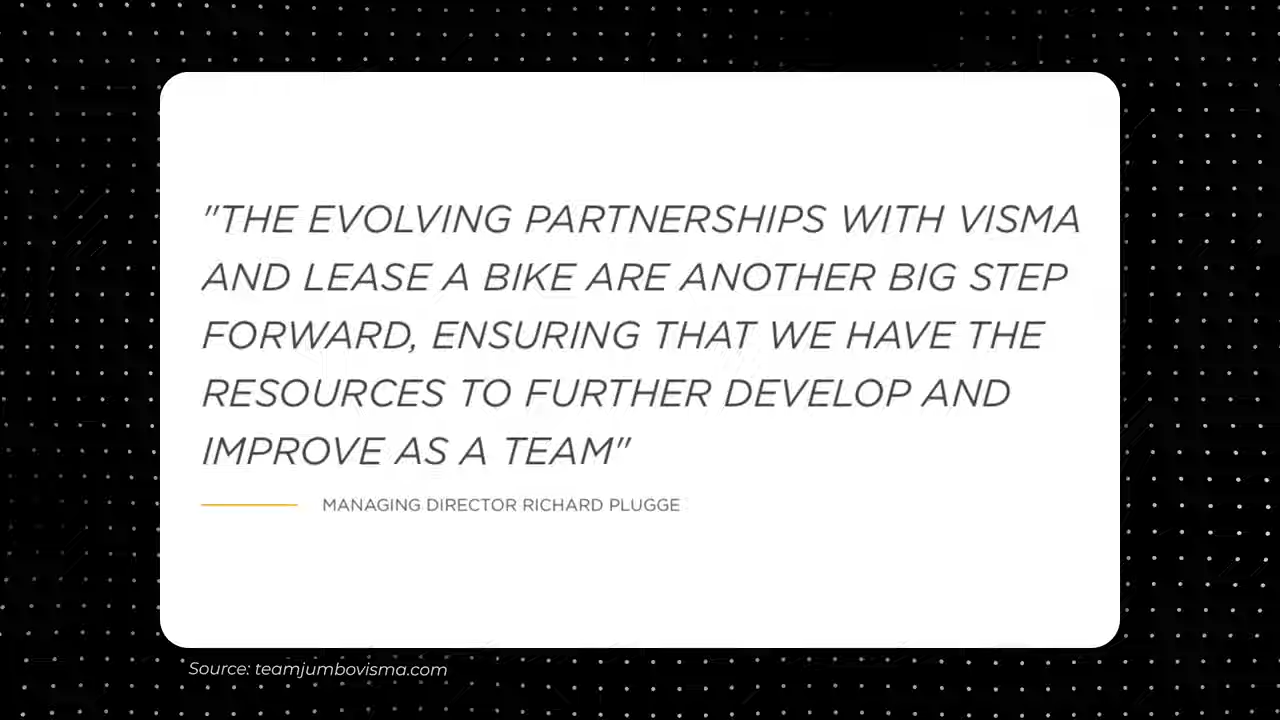 "THE EVOLVING PARTNERSHIPS WITH VISMA
AND LEASE A BIKE ARE ANOTHER BIG STEP
FORWARD, ENSURING THAT WE HAVE THE
RESOURCES TO FURTHER DEVELOP AND
IMPROVE AS A TEAM"
MANAGING DIRECTOR RICHARD PLUGGE
Source: teamjumbovisma.com